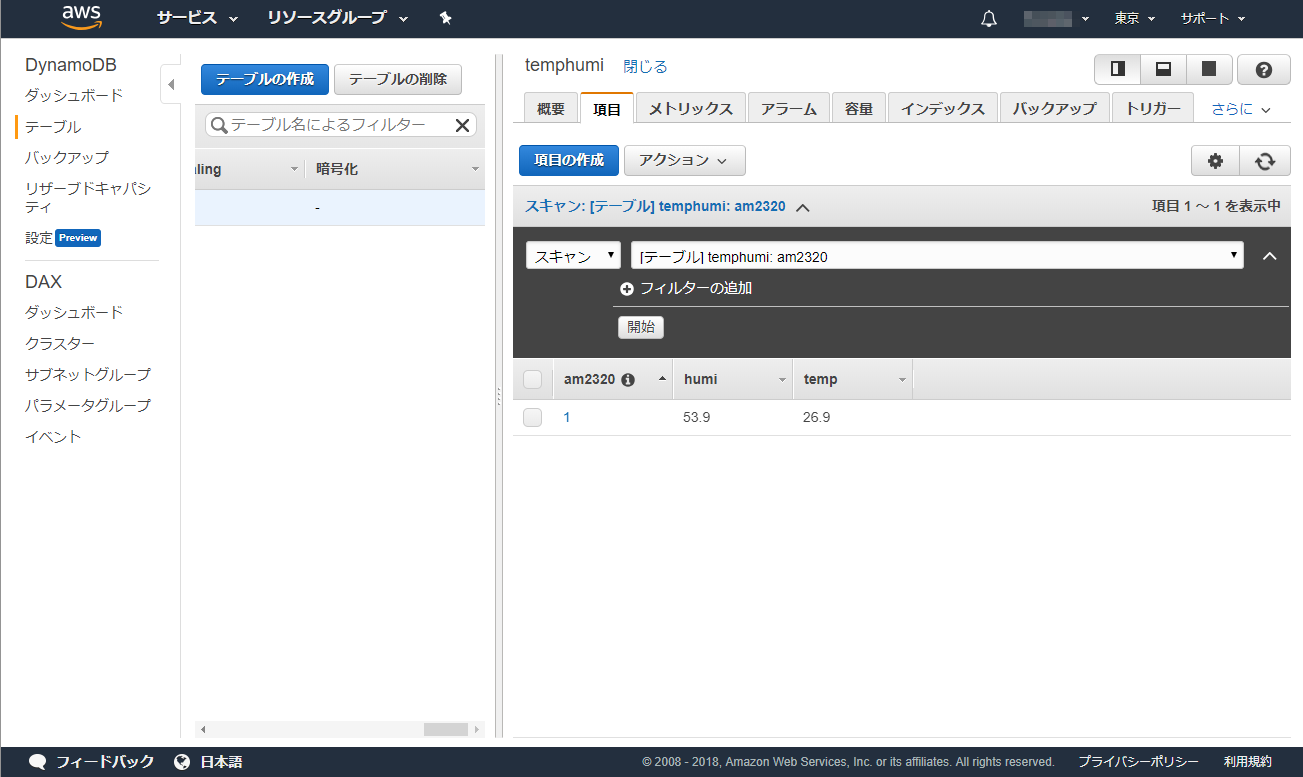 aws サービス リソースグループ 東京 サポート
DynamoDB
ダッシュボード
テーブル
バックアップ
リザーブドキャパシ
ティ
設定 Preview
DAX
ダッシュボード
クラスター
サブネットグループ
パラメータグループ
イベント
テーブルの作成 テーブルの削除
テーブル名によるフィルター
aling 暗号化
-
temphumi 閉じる
概要 項目 メトリックス アラーム 容量 インデックス バックアップ トリガー さらに
項目の作成 アクション
スキャン: [テーブル] temphumi: am2320 項目 1 ～ 1 を表示中
スキャン [テーブル] temphumi: am2320
フィルターの追加
開始
am2320 humi temp
1 53.9 26.9
フィードバック 日本語 © 2008 - 2018, Amazon Web Services, Inc. or its affiliates. All rights reserved. プライバシーポリシー 利用規約